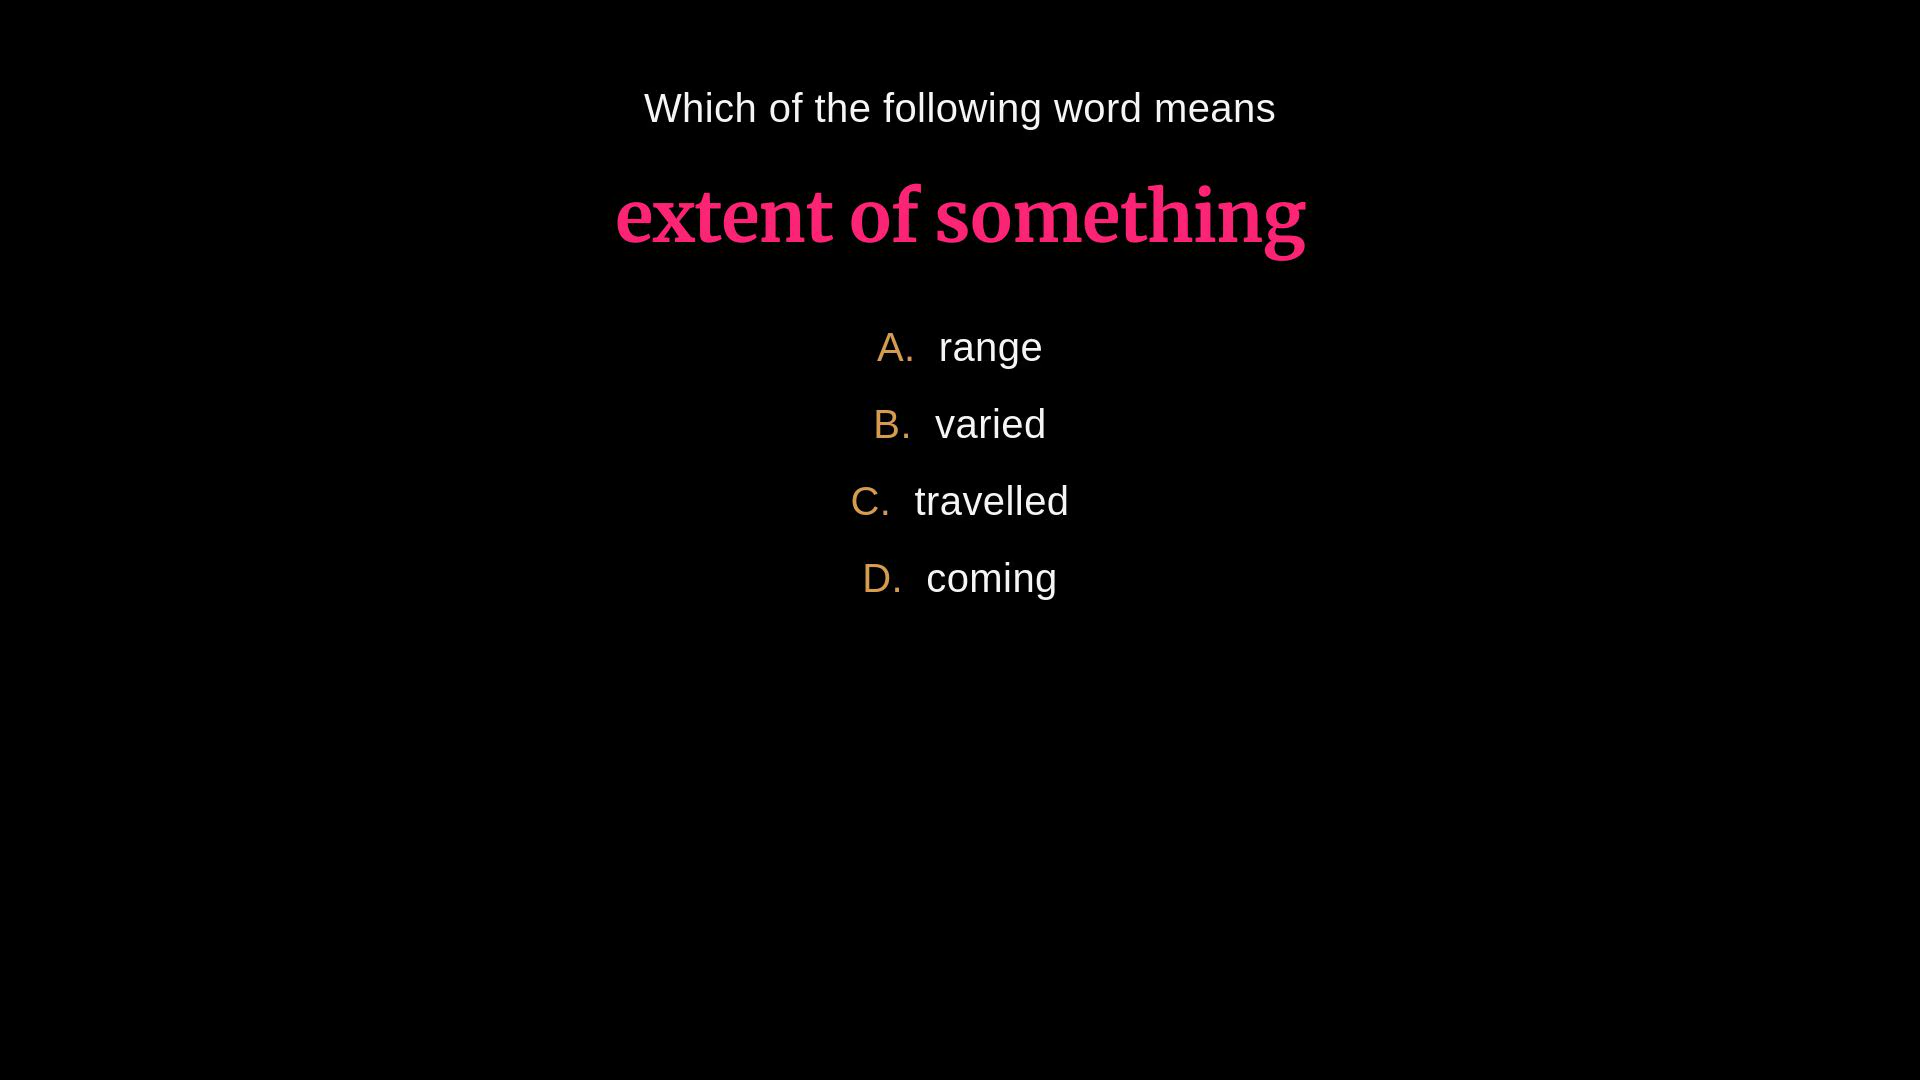 Which of the following word means
extent of something
A. range
B. varied
C. travelled
D. coming